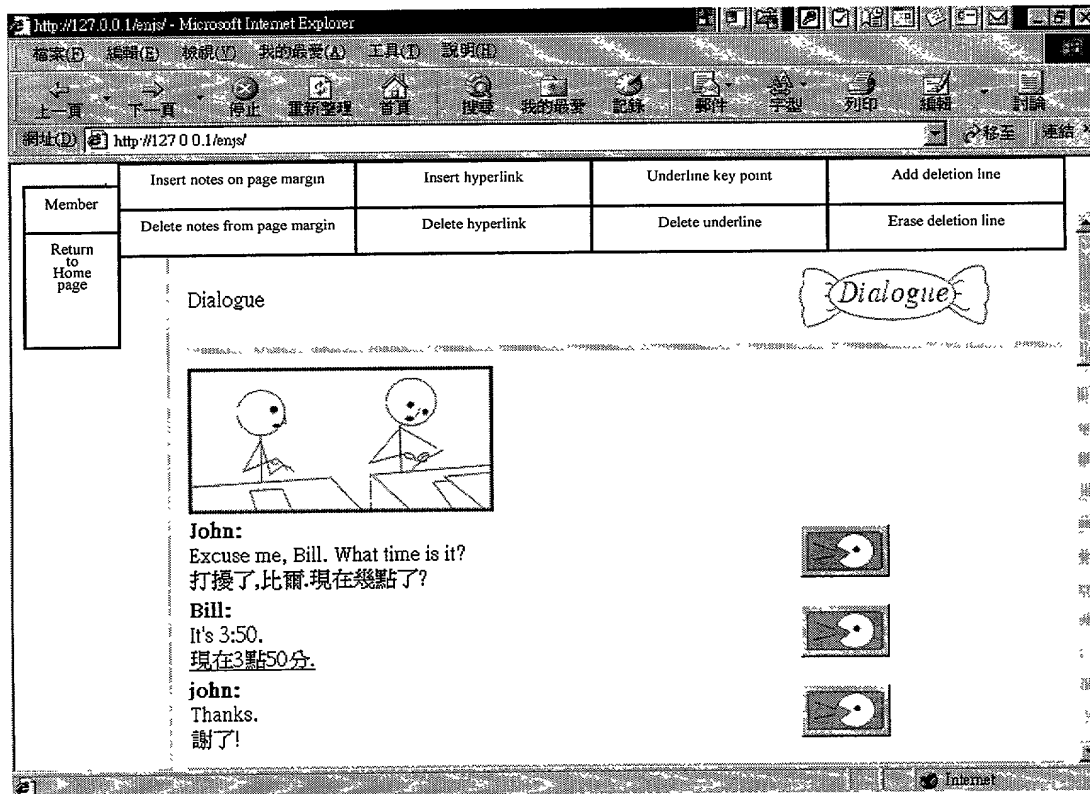 http://127.0.0.1/enjs/ - Microsoft Internet Explorer
檔案(F) 編輯(E) 檢視(V) 我的最愛(A) 工具(T) 說明(H)
上一頁 下一頁 停止 重新整理 首頁 搜尋 我的最愛 記錄 郵件 字型 列印 編輯 討論
網址(D) http://127.0.0.1/enjs/ 移至 連結
Member
Insert notes on page margin Insert hyperlink Underline key point Add deletion line
Delete notes from page margin Delete hyperlink Delete underline Erase deletion line
Return
to
Home
page
Dialogue
Dialogue
John:
Excuse me, Bill. What time is it?
打擾了,比爾.現在幾點了?
Bill:
It's 3:50.
現在3點50分.
john:
Thanks.
謝了!
Internet